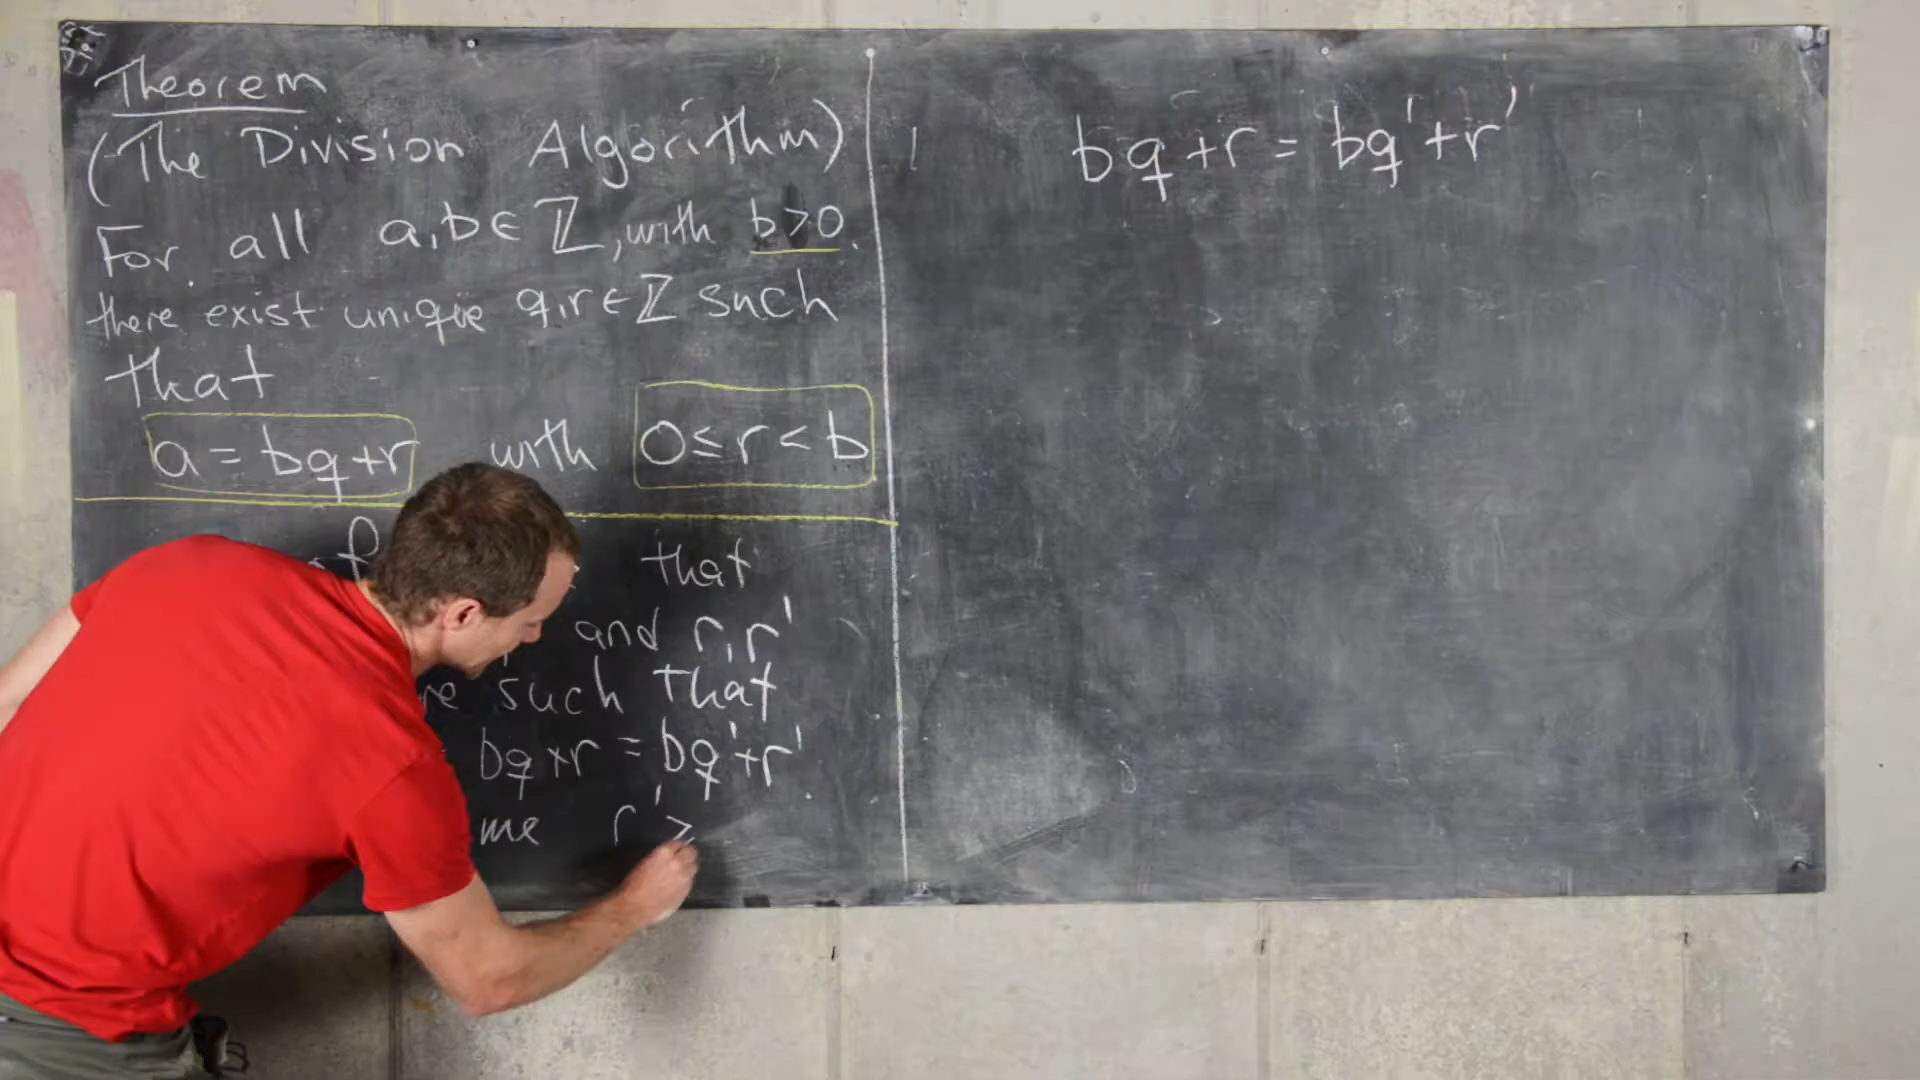 Theorem
(The Division Algorithm)
For all a,b ∈ ℤ, with b>0.
there exist unique q,r ∈ ℤ such
that
a = bq+r with 0≤r<b
that
and r,r'
such that
bq+r = bq'+r'
r' ≥
bq+r = bq'+r'